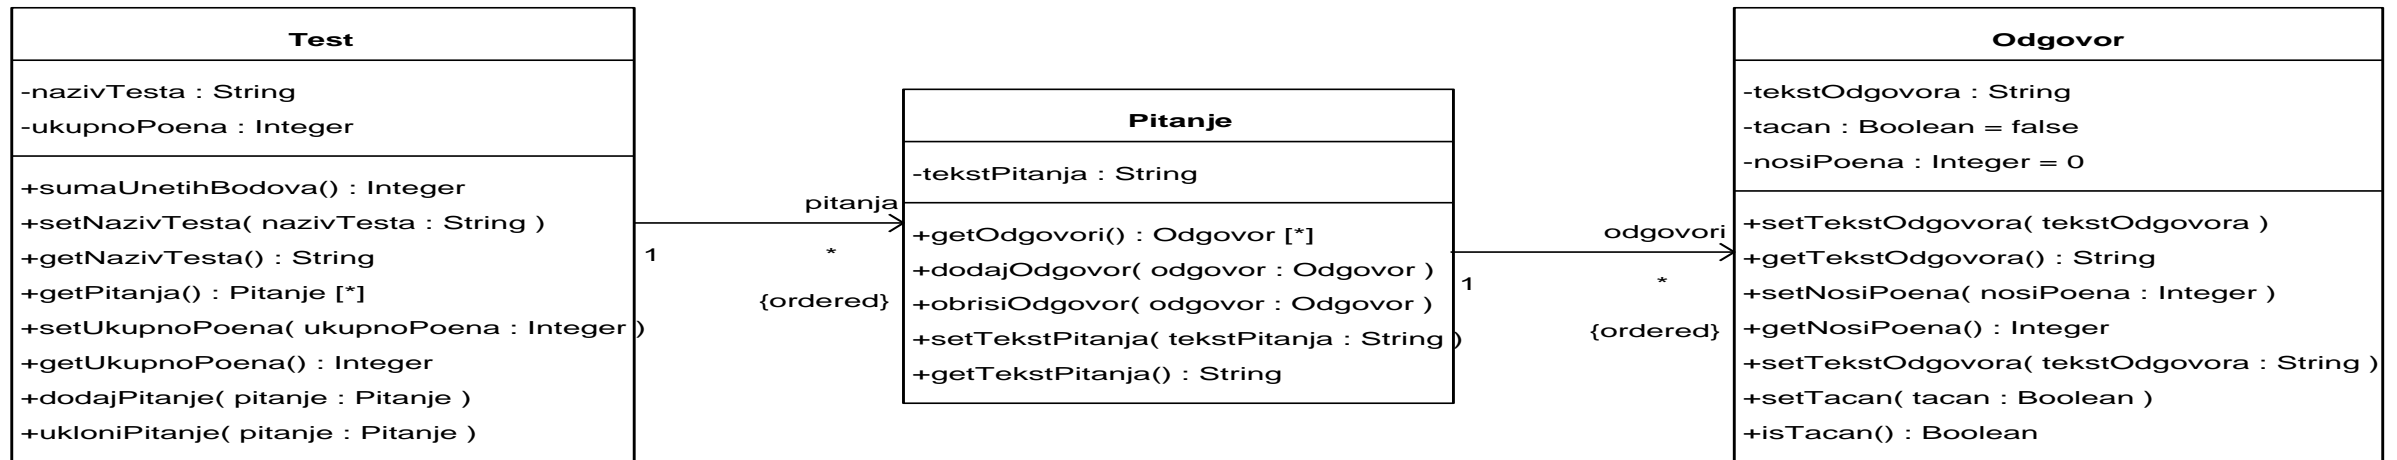 Test
-nazivTesta : String
-ukupnoPoena : Integer
+sumaUnetihBodova() : Integer
+setNazivTesta( nazivTesta : String )
+getNazivTesta() : String
+getPitanja() : Pitanje [*]
+setUkupnoPoena( ukupnoPoena : Integer )
+getUkupnoPoena() : Integer
+dodajPitanje( pitanje : Pitanje )
+ukloniPitanje( pitanje : Pitanje )
pitanja
1
*
{ordered}
Pitanje
-tekstPitanja : String
+getOdgovori() : Odgovor [*]
+dodajOdgovor( odgovor : Odgovor )
+obrisiOdgovor( odgovor : Odgovor )
+setTekstPitanja( tekstPitanja : String )
+getTekstPitanja() : String
odgovori
1
*
{ordered}
Odgovor
-tekstOdgovora : String
-tacan : Boolean = false
-nosiPoena : Integer = 0
+setTekstOdgovora( tekstOdgovora )
+getTekstOdgovora() : String
+setNosiPoena( nosiPoena : Integer )
+getNosiPoena() : Integer
+setTekstOdgovora( tekstOdgovora : String )
+setTacan( tacan : Boolean )
+isTacan() : Boolean